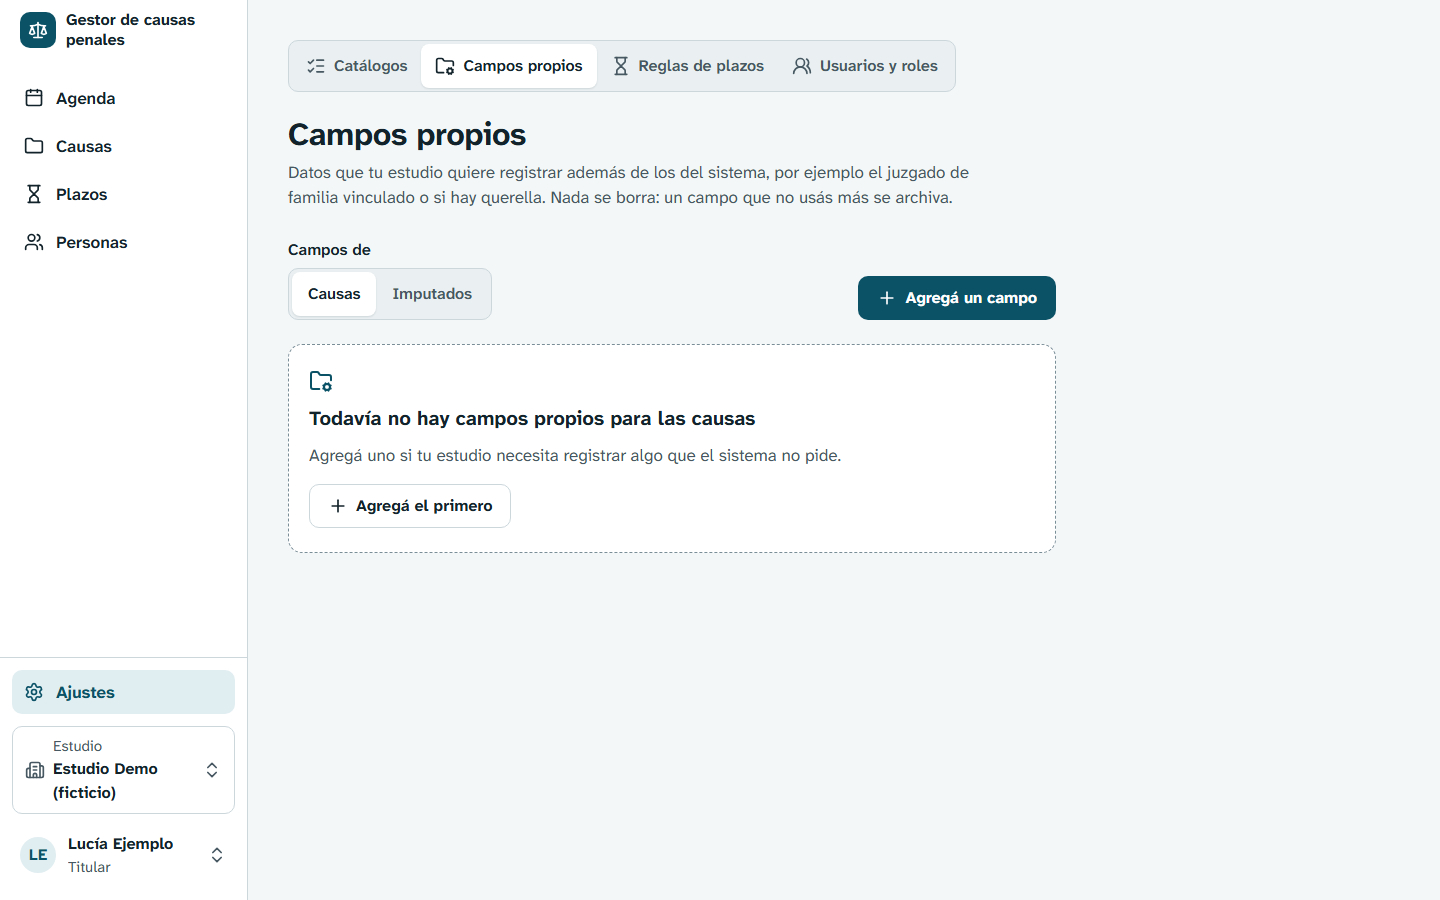 Gestor de causas
penales
Agenda
Causas
Plazos
Personas
Ajustes
Estudio
Estudio Demo
(ficticio)
LE
Lucía Ejemplo
Titular
Catálogos
Campos propios
Reglas de plazos
Usuarios y roles
Campos propios
Datos que tu estudio quiere registrar además de los del sistema, por ejemplo el juzgado de
familia vinculado o si hay querella. Nada se borra: un campo que no usás más se archiva.
Campos de
Causas
Imputados
Agregá un campo
Todavía no hay campos propios para las causas
Agregá uno si tu estudio necesita registrar algo que el sistema no pide.
Agregá el primero